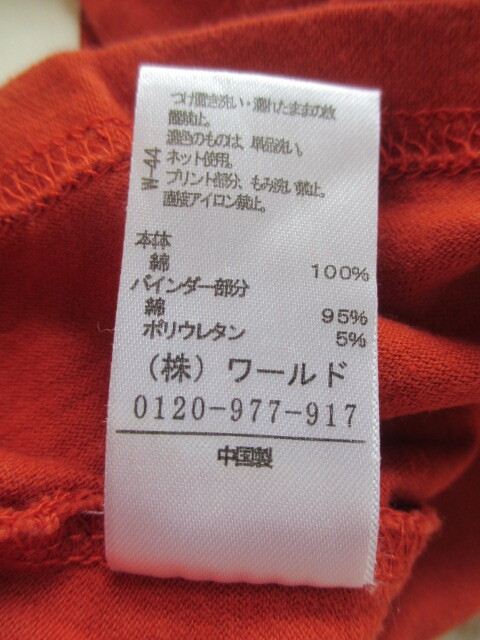 つけ置き洗い・濡れたままの放
置禁止。
濃色のものは、単品洗い。
ネット使用。
プリント部分、もみ洗い禁止。
直接アイロン禁止。
W-44
本体
綿 100%
バインダー部分
綿 95%
ポリウレタン 5%
(株) ワールド
0120-977-917
中国製